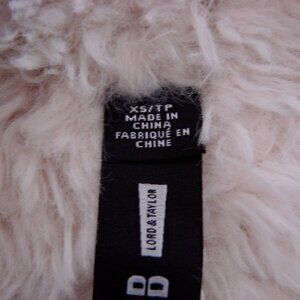 XS/TP
MADE IN
CHINA
FABRIQUÉ EN
CHINE
LORD & TAYLOR
B